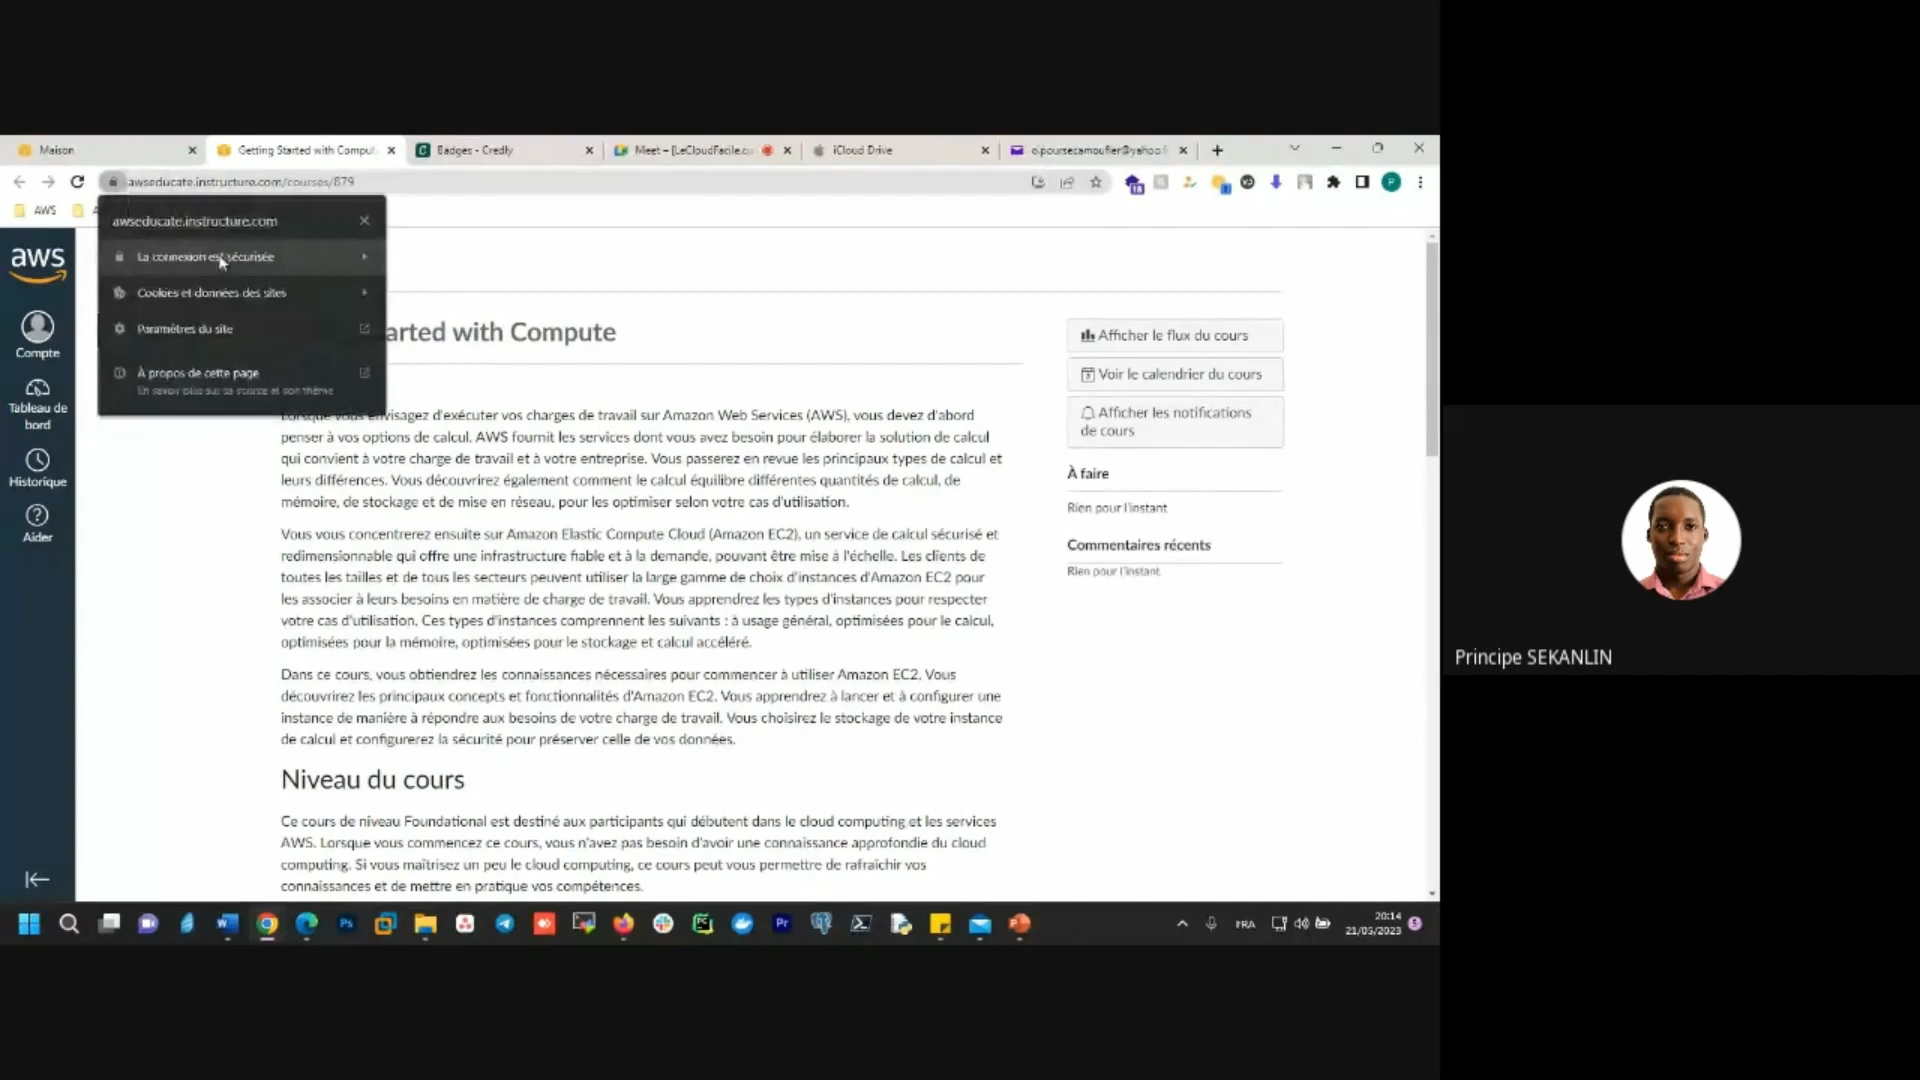 Maison
Getting Started with Comput
Badges - Credly
Meet – [LeCloudFacile.co
iCloud Drive
o.poursecamoufler@yahoo.f
awseducate.instructure.com/courses/879
AWS
awseducate.instructure.com
La connexion est sécurisée
Cookies et données des sites
Paramètres du site
À propos de cette page
En savoir plus sur sa source et son thème
aws
Compte
Tableau de
bord
Historique
Aider
arted with Compute
Lorsque vous envisagez d'exécuter vos charges de travail sur Amazon Web Services (AWS), vous devez d'abord
penser à vos options de calcul. AWS fournit les services dont vous avez besoin pour élaborer la solution de calcul
qui convient à votre charge de travail et à votre entreprise. Vous passerez en revue les principaux types de calcul et
leurs différences. Vous découvrirez également comment le calcul équilibre différentes quantités de calcul, de
mémoire, de stockage et de mise en réseau, pour les optimiser selon votre cas d'utilisation.
Vous vous concentrerez ensuite sur Amazon Elastic Compute Cloud (Amazon EC2), un service de calcul sécurisé et
redimensionnable qui offre une infrastructure fiable et à la demande, pouvant être mise à l'échelle. Les clients de
toutes les tailles et de tous les secteurs peuvent utiliser la large gamme de choix d'instances d'Amazon EC2 pour
les associer à leurs besoins en matière de charge de travail. Vous apprendrez les types d'instances pour respecter
votre cas d'utilisation. Ces types d'instances comprennent les suivants : à usage général, optimisées pour le calcul,
optimisées pour la mémoire, optimisées pour le stockage et calcul accéléré.
Dans ce cours, vous obtiendrez les connaissances nécessaires pour commencer à utiliser Amazon EC2. Vous
découvrirez les principaux concepts et fonctionnalités d'Amazon EC2. Vous apprendrez à lancer et à configurer une
instance de manière à répondre aux besoins de votre charge de travail. Vous choisirez le stockage de votre instance
de calcul et configurerez la sécurité pour préserver celle de vos données.
Niveau du cours
Ce cours de niveau Foundational est destiné aux participants qui débutent dans le cloud computing et les services
AWS. Lorsque vous commencez ce cours, vous n'avez pas besoin d'avoir une connaissance approfondie du cloud
computing. Si vous maîtrisez un peu le cloud computing, ce cours peut vous permettre de rafraîchir vos
connaissances et de mettre en pratique vos compétences.
Afficher le flux du cours
Voir le calendrier du cours
Afficher les notifications
de cours
À faire
Rien pour l'instant
Commentaires récents
Rien pour l'instant
Principe SEKANLIN
FRA
20:14
21/05/2023